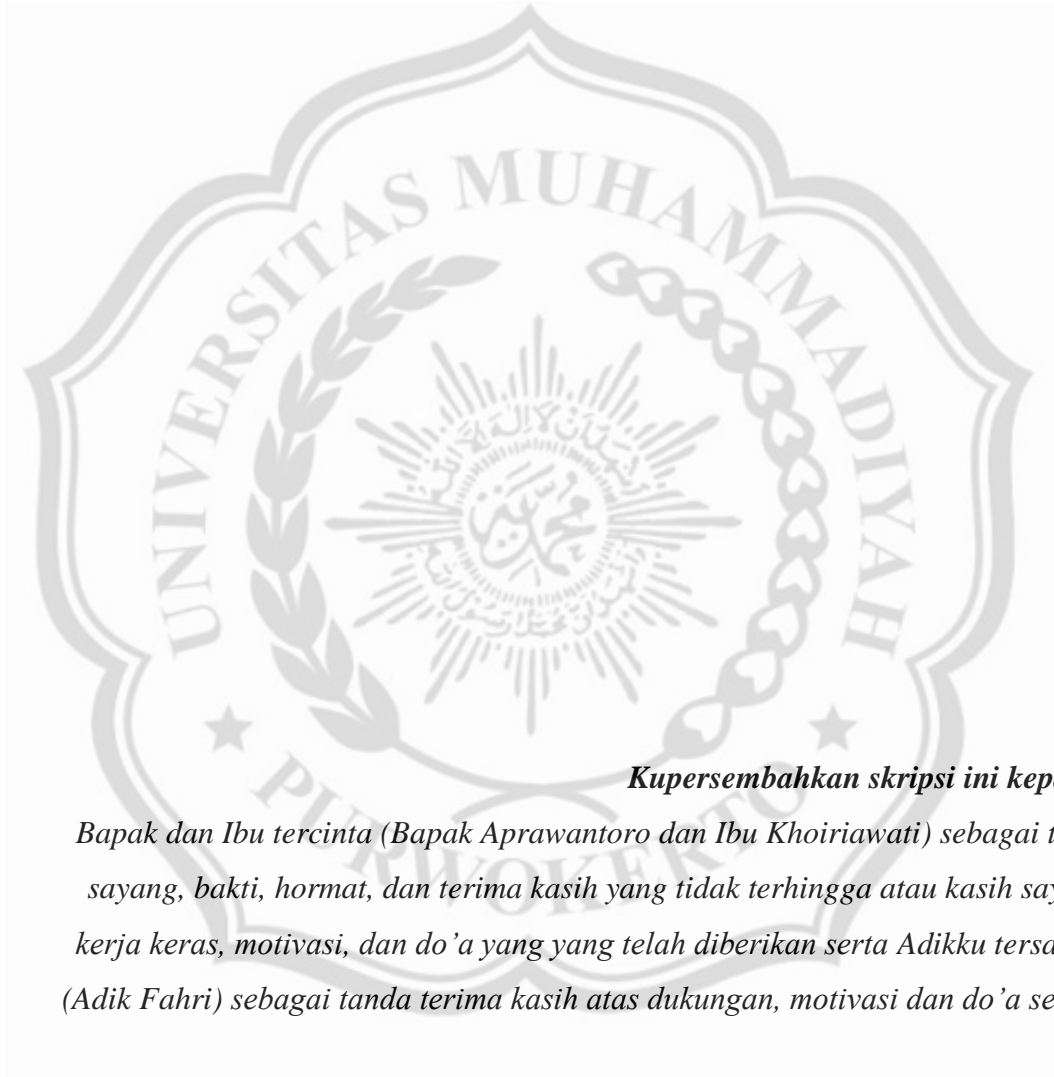 UNIVERSITAS MUHAMMADIYAH
PURWOKERTO
Kupersembahkan skripsi ini kepa
Bapak dan Ibu tercinta (Bapak Aprawantoro dan Ibu Khoiriawati) sebagai t
sayang, bakti, hormat, dan terima kasih yang tidak terhingga atau kasih say
kerja keras, motivasi, dan do’a yang yang telah diberikan serta Adikku tersa
(Adik Fahri) sebagai tanda terima kasih atas dukungan, motivasi dan do’a se